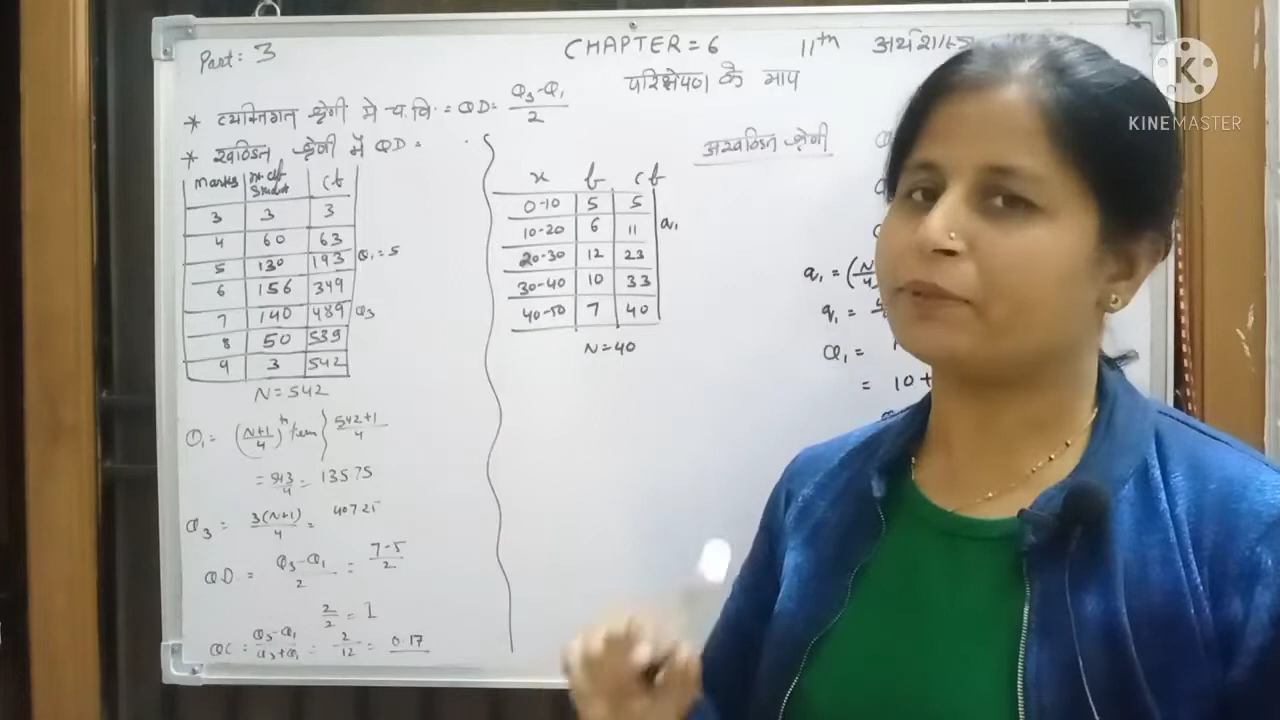 Part: 3
CHAPTER = 6 11th अर्थशास्त्र
परिक्षेपण के माप
* व्यक्तिगत श्रेणी में च.वि. = QD = Q3-Q1/2
* खण्डित श्रेणी में QD =
Marks no. of Student Cf
3 3 3
4 60 63
5 130 193 Q1 = 5
6 156 349
7 140 489 Q3
8 50 539
9 3 542
N = 542
Q1 = (N+1/4)th term } 542+1/4
= 543/4 = 135.75
Q3 = 3(N+1)/4 = 407.25
QD = Q3-Q1/2 = 7-5/2
2/2 = 1
QC = Q3-Q1/Q3+Q1 = 2/12 = 0.17
अखण्डित श्रेणी
x f cf
0-10 5 5
10-20 6 11 Q1
20-30 12 23
30-40 10 33
40-50 7 40
N = 40
q1 = (N/4
q1 =
Q1 =
= 10 +
K
KINEMASTER